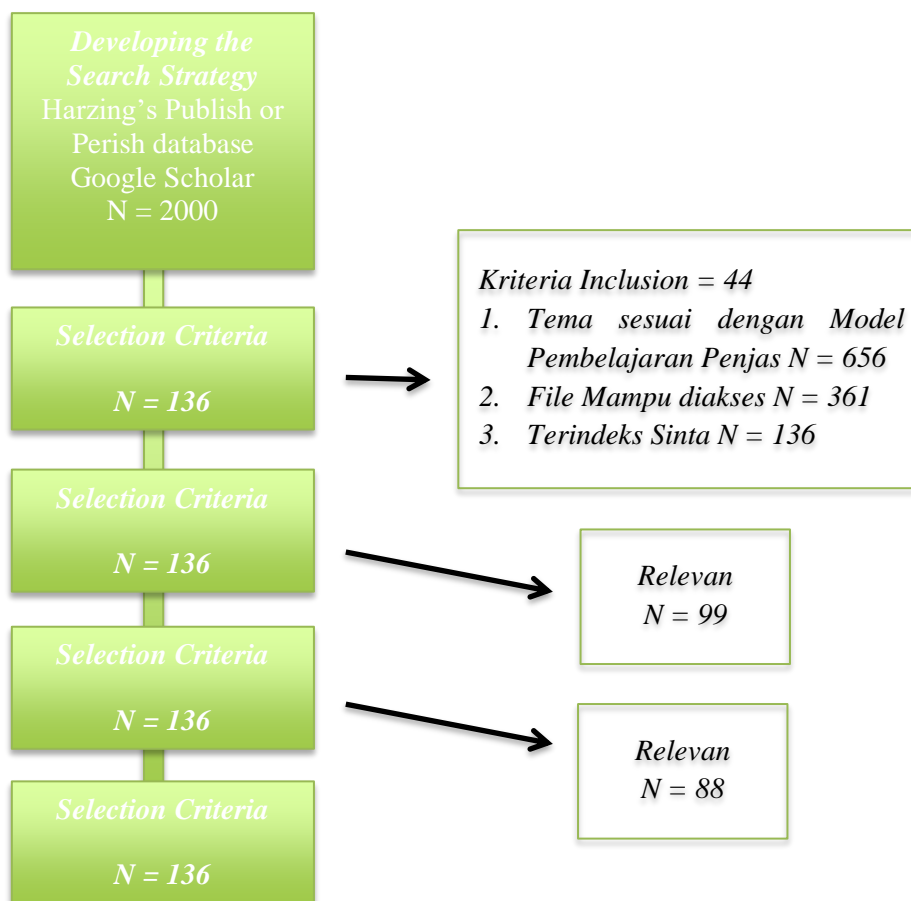 Developing the
Search Strategy
Harzing's Publish or
Perish database
Google Scholar
N = 2000
Selection Criteria
N = 136
Kriteria Inclusion = 44
1. Tema sesuai dengan Model
Pembelajaran Penjas N = 656
2. File Mampu diakses N = 361
3. Terindeks Sinta N = 136
Selection Criteria
N = 136
Relevan
N = 99
Selection Criteria
N = 136
Relevan
N = 88
Selection Criteria
N = 136